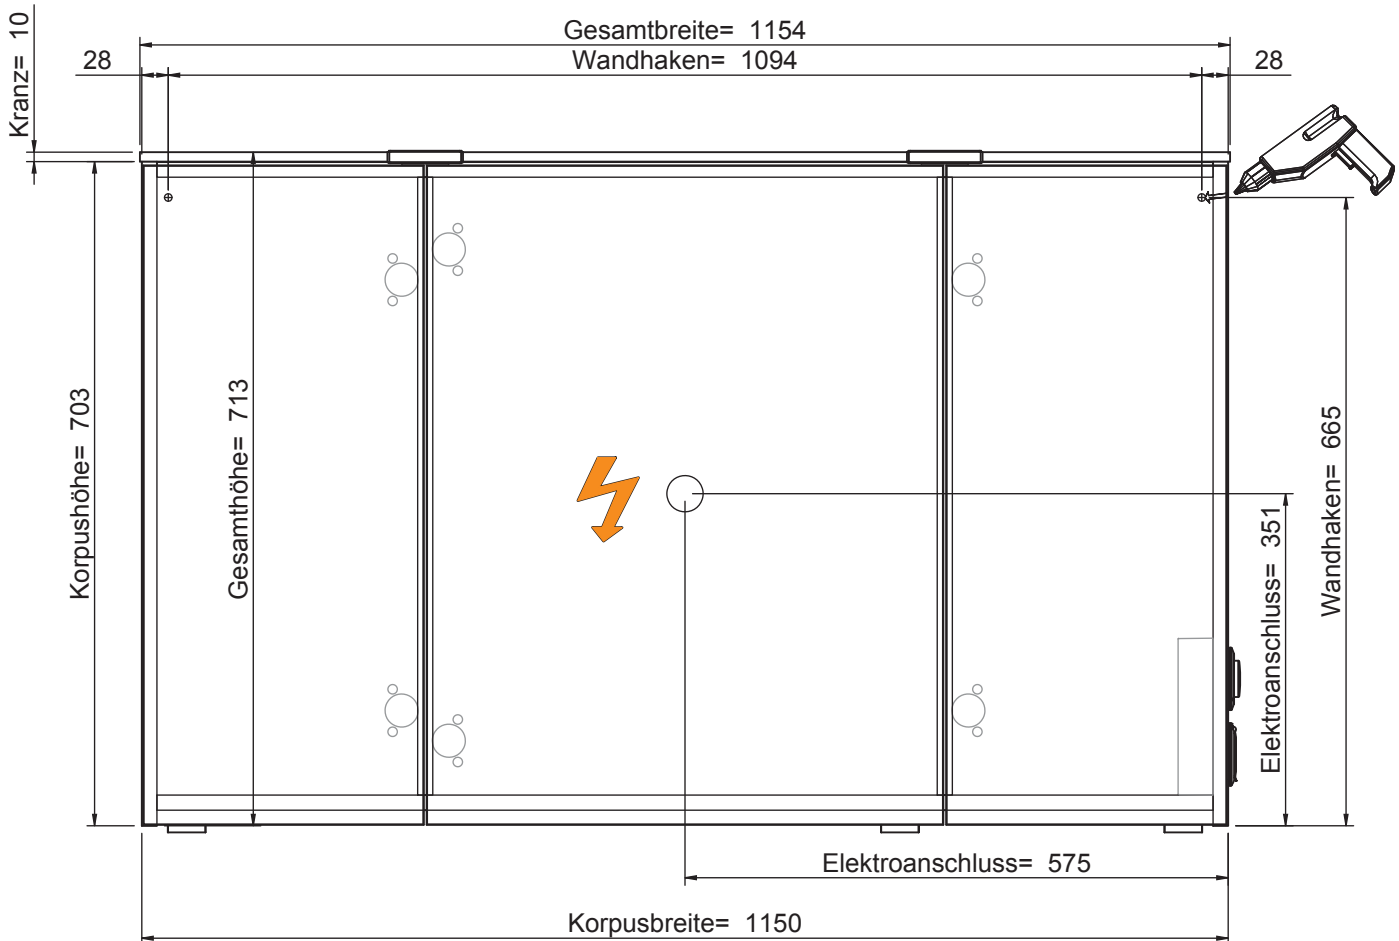 Gesamtbreite= 1154
Kranz= 10
28
Wandhaken= 1094
28
Korpushöhe= 703
Gesamthöhe= 713
Wandhaken= 665
Elektroanschluss= 351
Elektroanschluss= 575
Korpusbreite= 1150